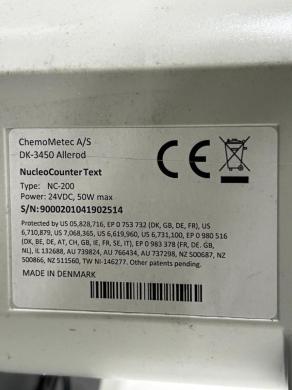 ChemoMetec A/S
DK-3450 Allerod
CE
NucleoCounter Text
Type: NC-200
Power: 24VDC, 50W max
S/N:9000201041902514
Protected by US 05,828,716, EP 0 753 732 (DK, GB, DE, FR), US
6,710,879, US 7,068,365, US 6,619,960, US 6,731,100, EP 0 980 516
(DK, BE, DE, AT, CH, GB, IE, FR, SE, IT), EP 0 983 378 (FR, DE. GB,
IL 132688, AU 739824, AU 766434, AU 737298, NZ 500687, NZ
500866, NZ 511560, TW NI-146277. Other patents pending.
MADE IN DENMARK